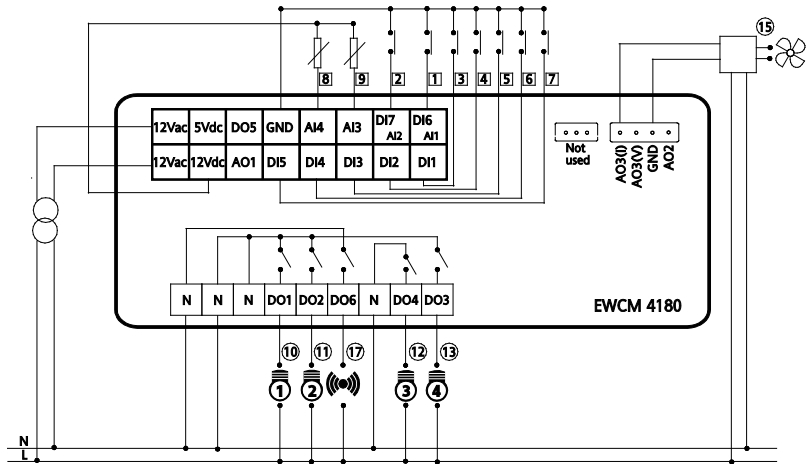 15
8 9 2 1 3 4 5 6 7
12Vac 5Vdc DO5 GND AI4 AI3 DI7 AI2 DI6 AI1
12Vac 12Vdc AO1 DI5 DI4 DI3 DI2 DI1
Not used
AO3(I)
AO3(V)
GND
AO2
N N N DO1 DO2 DO6 N DO4 DO3
EWCM 4180
10 11 17 12 13
1 2 3 4
N
L